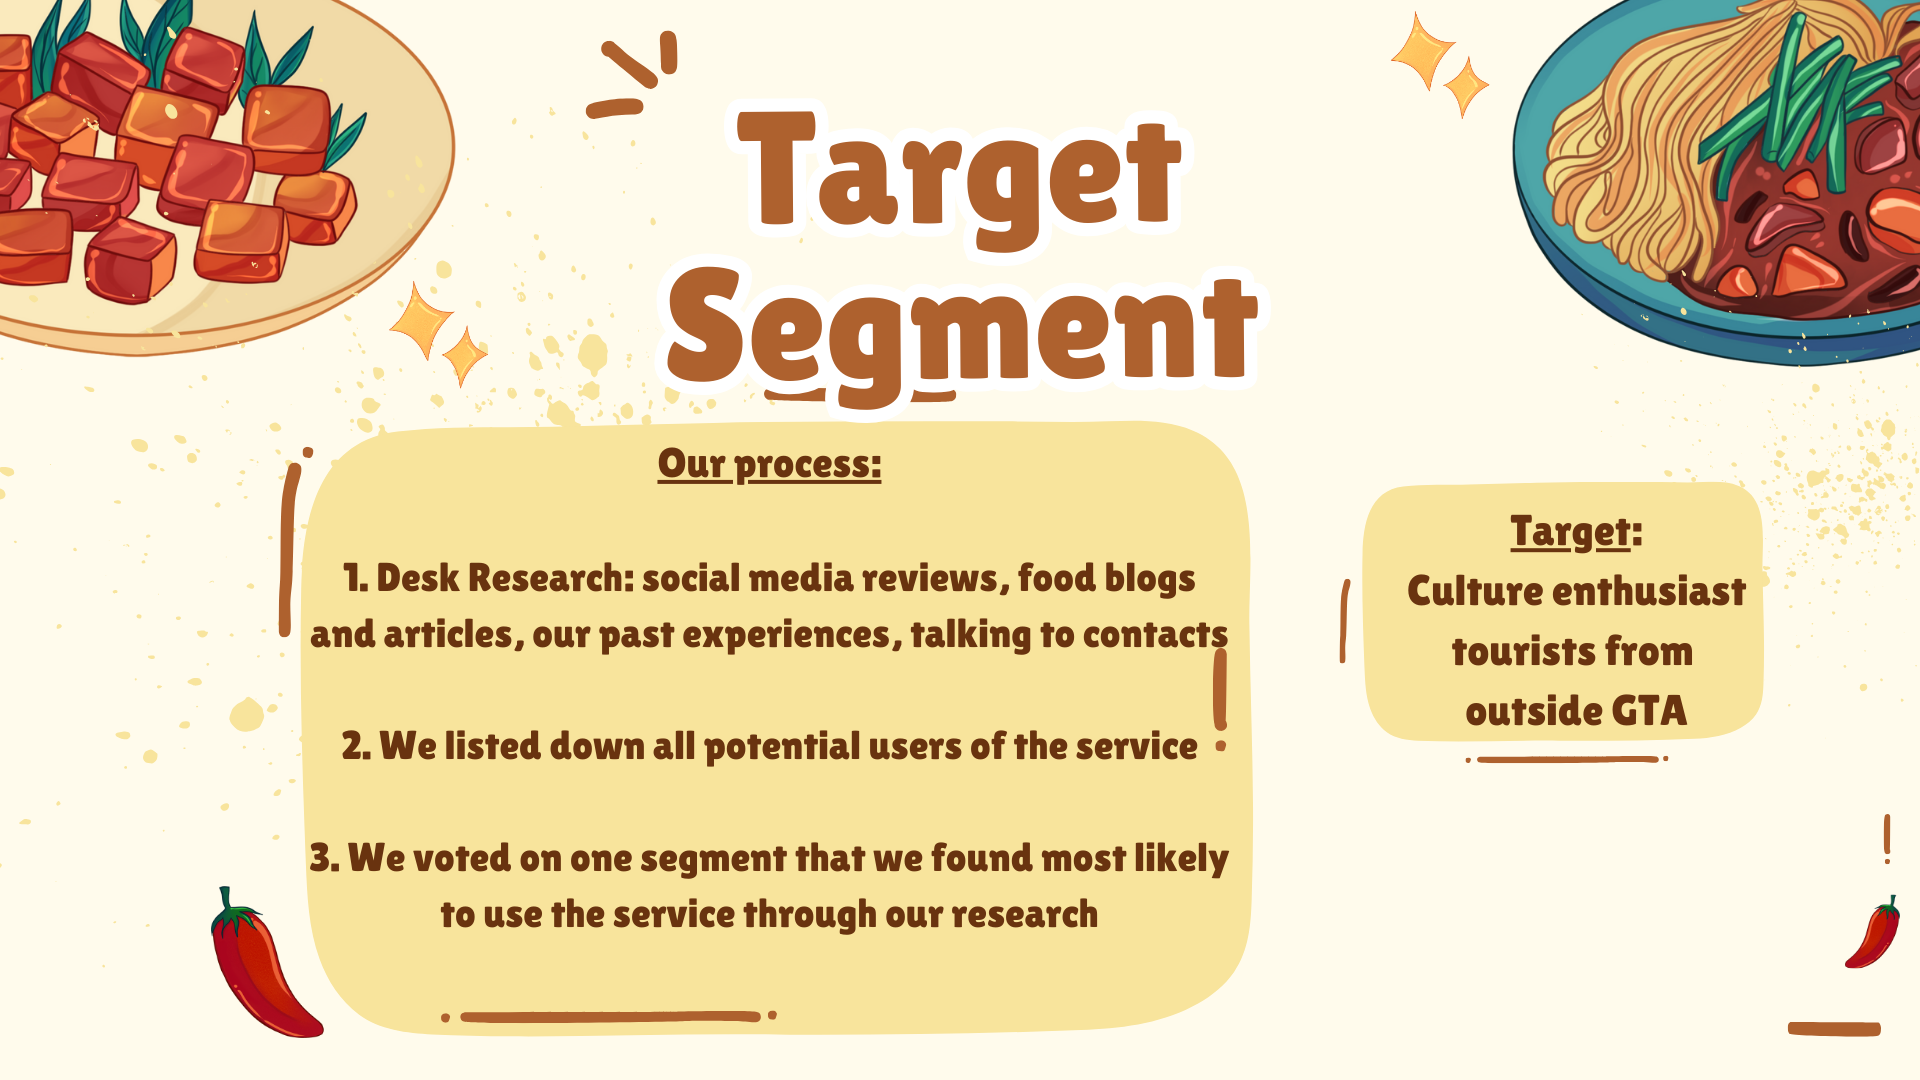 Target
Segment
Our process:
1. Desk Research: social media reviews, food blogs
and articles, our past experiences, talking to contacts
2. We listed down all potential users of the service
3. We voted on one segment that we found most likely
to use the service through our research
Target:
Culture enthusiast
tourists from
outside GTA